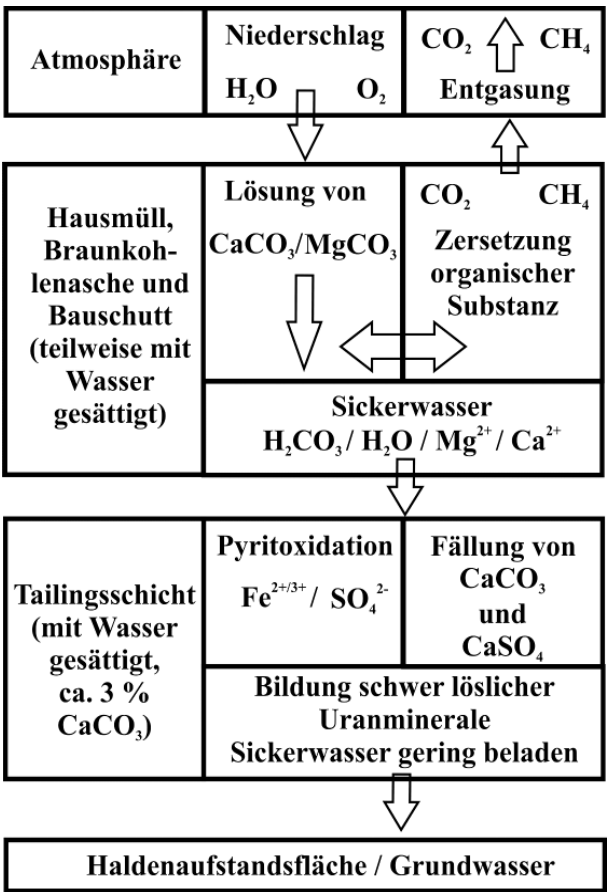 Atmosphäre
Niederschlag
H₂O O₂
CO₂ CH₄
Entgasung
Hausmüll,
Braunkoh-
lenasche und
Bauschutt
(teilweise mit
Wasser
gesättigt)
Lösung von
CaCO₃/MgCO₃
CO₂ CH₄
Zersetzung
organischer
Substanz
Sickerwasser
H₂CO₃ / H₂O / Mg²⁺ / Ca²⁺
Tailingsschicht
(mit Wasser
gesättigt,
ca. 3 %
CaCO₃)
Pyritoxidation
Fe²⁺ᐟ³⁺ / SO₄²⁻
Fällung von
CaCO₃
und
CaSO₄
Bildung schwer löslicher
Uranminerale
Sickerwasser gering beladen
Haldenaufstandsfläche / Grundwasser